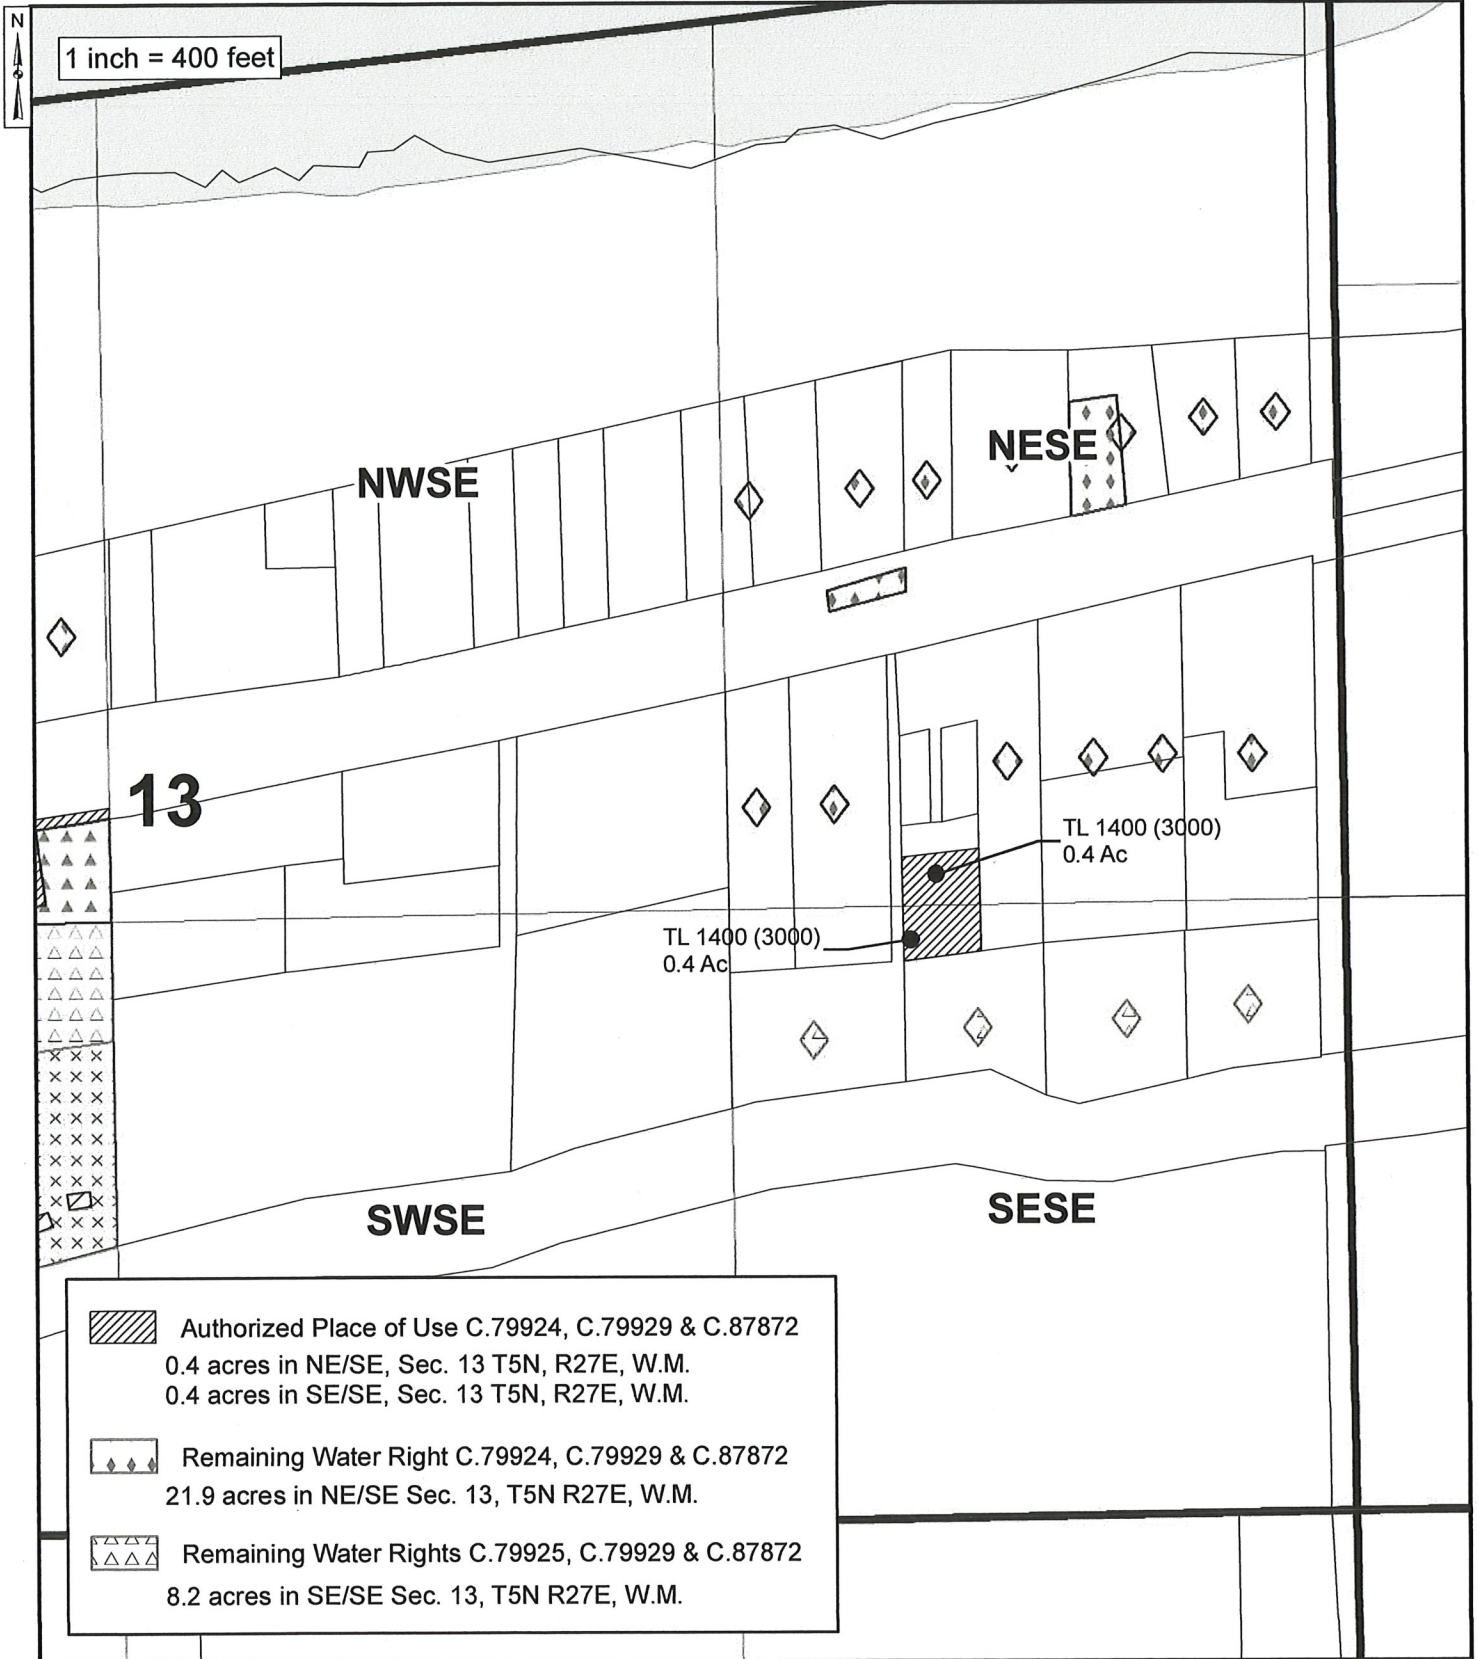 N
1 inch = 400 feet
NESE
NWSE
13
TL 1400 (3000)
0.4 Ac
TL 1400 (3000)
0.4 Ac
SWSE
SESE
Authorized Place of Use C.79924, C.79929 & C.87872
0.4 acres in NE/SE, Sec. 13 T5N, R27E, W.M.
0.4 acres in SE/SE, Sec. 13 T5N, R27E, W.M.
Remaining Water Right C.79924, C.79929 & C.87872
21.9 acres in NE/SE Sec. 13, T5N R27E, W.M.
Remaining Water Rights C.79925, C.79929 & C.87872
8.2 acres in SE/SE Sec. 13, T5N R27E, W.M.